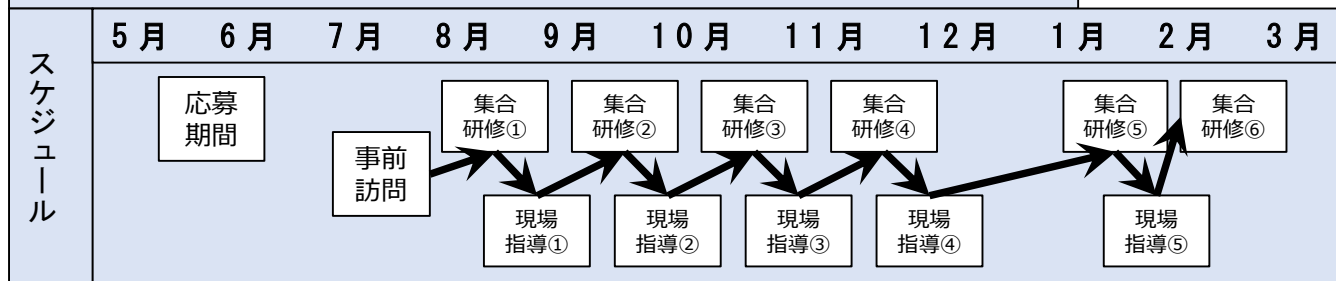 スケジュール
5月 6月 7月 8月 9月 10月 11月 12月 1月 2月 3月
応募
期間
事前
訪問
集合
研修①
現場
指導①
集合
研修②
現場
指導②
集合
研修③
現場
指導③
集合
研修④
現場
指導④
集合
研修⑤
現場
指導⑤
集合
研修⑥